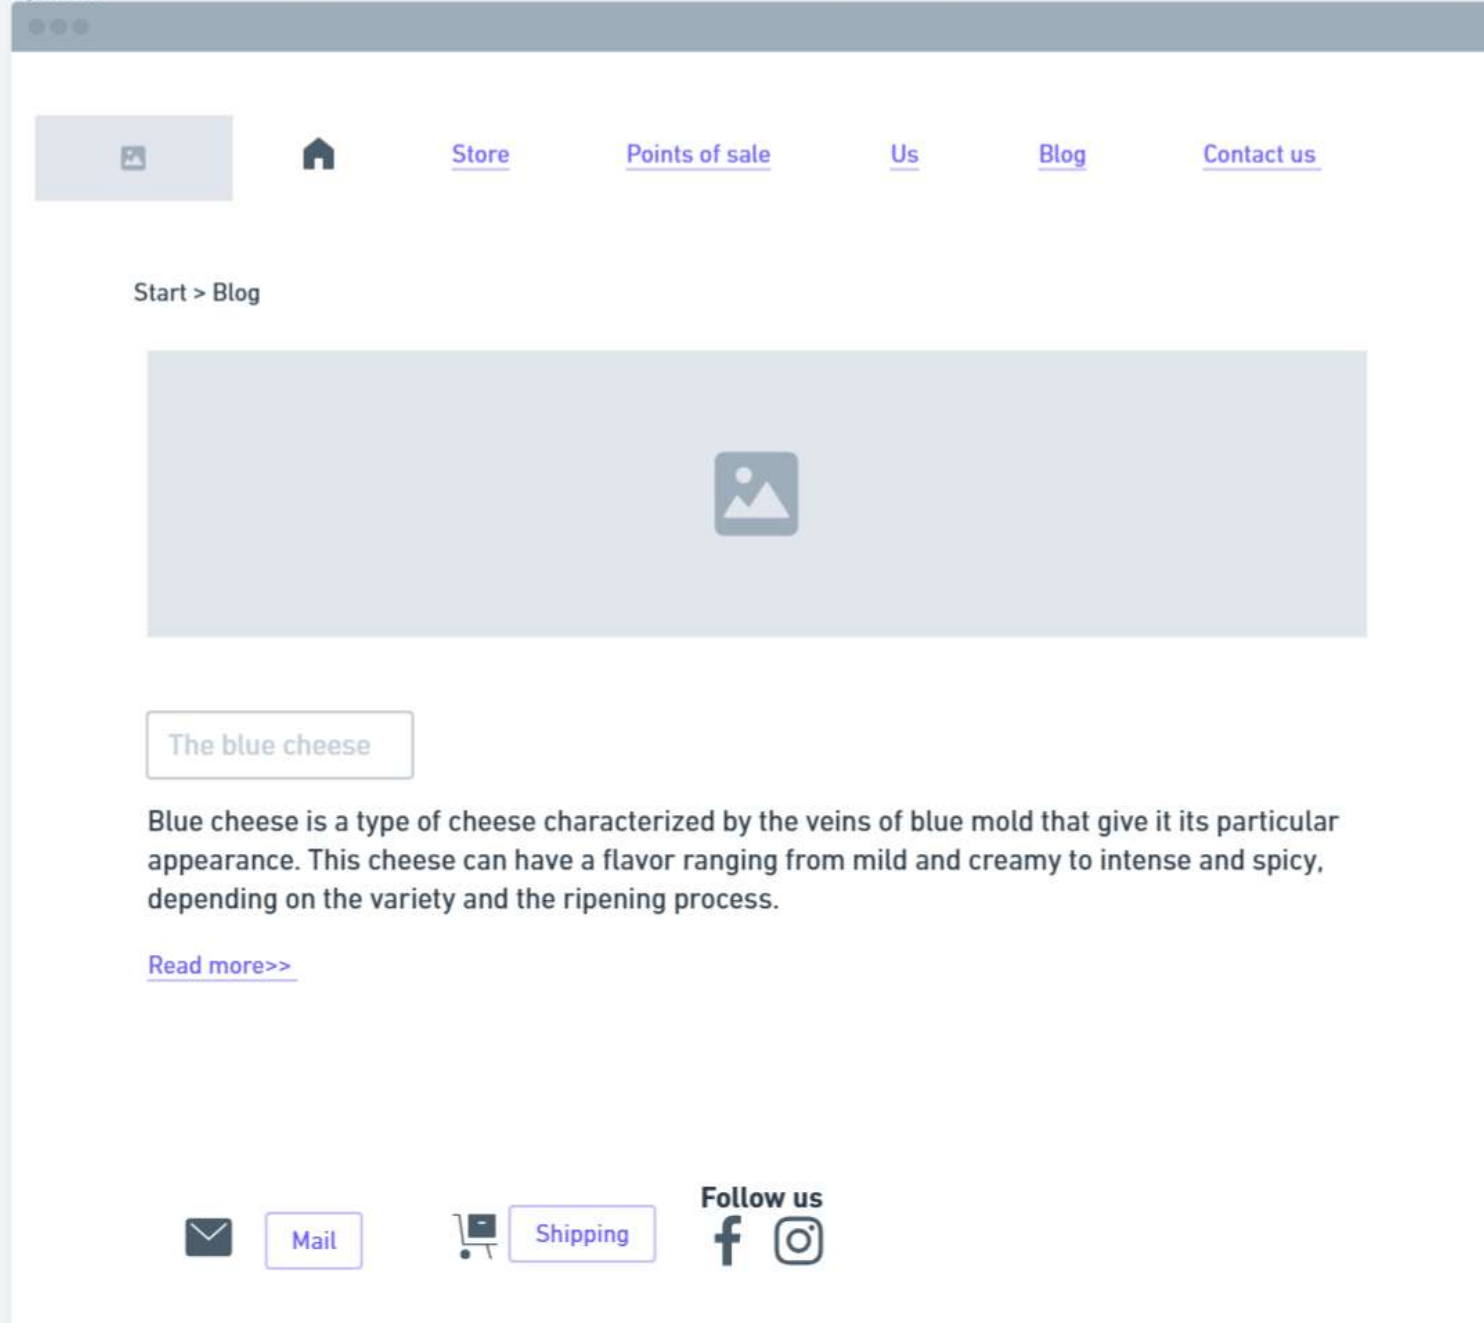 Store Points of sale Us Blog Contact us
Start > Blog
The blue cheese
Blue cheese is a type of cheese characterized by the veins of blue mold that give it its particular
appearance. This cheese can have a flavor ranging from mild and creamy to intense and spicy,
depending on the variety and the ripening process.
Read more>>
Follow us
Mail Shipping